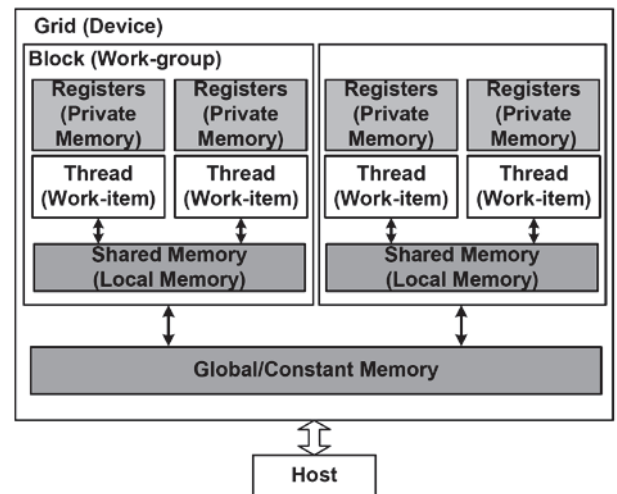 Grid (Device)
Block (Work-group)
Registers
(Private
Memory)
Registers
(Private
Memory)
Registers
(Private
Memory)
Registers
(Private
Memory)
Thread
(Work-item)
Thread
(Work-item)
Thread
(Work-item)
Thread
(Work-item)
Shared Memory
(Local Memory)
Shared Memory
(Local Memory)
Global/Constant Memory
Host